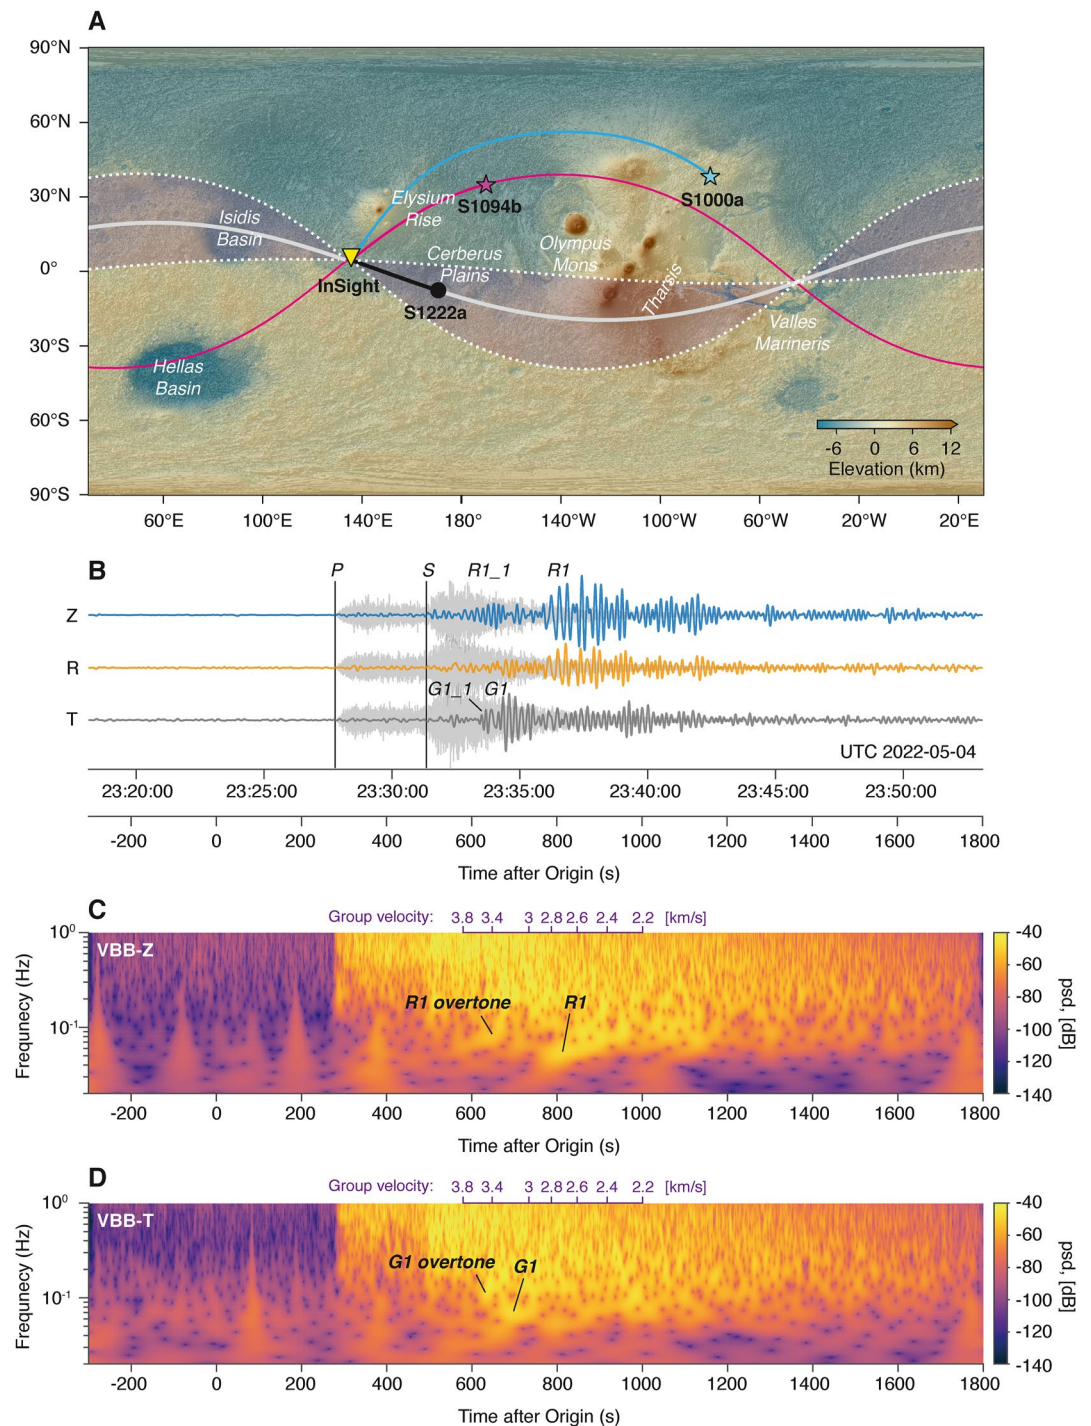 A
90°N
60°N
30°N
0°
30°S
60°S
90°S
Isidis
Basin
Elysium
Rise
S1094b
S1000a
Cerberus
Plains
Olympus
Mons
InSight
S1222a
Tharsis
Valles
Marineris
Hellas
Basin
-6 0 6 12
Elevation (km)
60°E 100°E 140°E 180° 140°W 100°W 60°W 20°W 20°E
B
P S R1_1 R1
Z
R
G1_1 G1
T
UTC 2022-05-04
23:20:00 23:25:00 23:30:00 23:35:00 23:40:00 23:45:00 23:50:00
-200 0 200 400 600 800 1000 1200 1400 1600 1800
Time after Origin (s)
C
Group velocity: 3.8 3.4 3 2.8 2.6 2.4 2.2 [km/s]
VBB-Z
10⁰
10⁻¹
Frequnecy (Hz)
R1 overtone R1
-40
-60
-80
-100
-120
-140
psd, [dB]
-200 0 200 400 600 800 1000 1200 1400 1600 1800
Time after Origin (s)
D
Group velocity: 3.8 3.4 3 2.8 2.6 2.4 2.2 [km/s]
VBB-T
10⁰
10⁻¹
Frequnecy (Hz)
G1 overtone G1
-40
-60
-80
-100
-120
-140
psd, [dB]
-200 0 200 400 600 800 1000 1200 1400 1600 1800
Time after Origin (s)